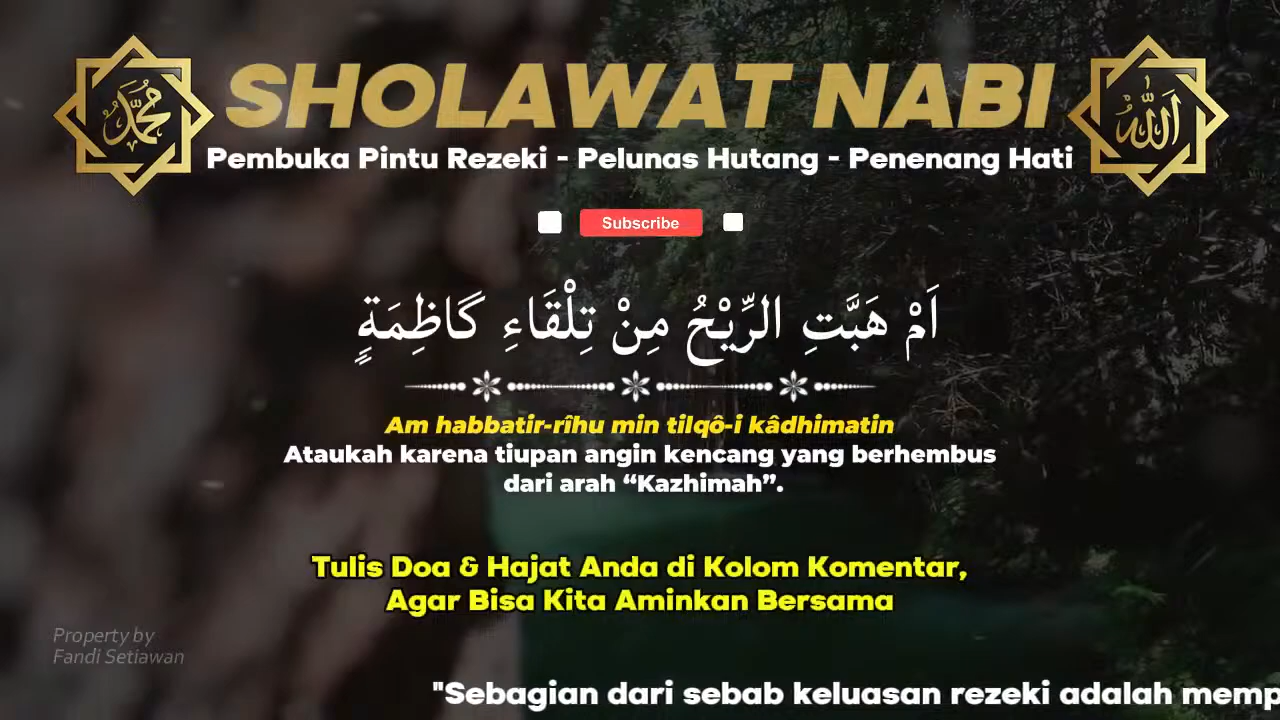 محمد
SHOLAWAT NABI
الله
Pembuka Pintu Rezeki - Pelunas Hutang - Penenang Hati
Subscribe
اَمْ هَبَّتِ الرِّيْحُ مِنْ تِلْقَاءِ كَاظِمَةٍ
Am habbatir-rîhu min tilqô-i kâdhimatin
Ataukah karena tiupan angin kencang yang berhembus
dari arah “Kazhimah”.
Tulis Doa & Hajat Anda di Kolom Komentar,
Agar Bisa Kita Aminkan Bersama
Property by
Fandi Setiawan
"Sebagian dari sebab keluasan rezeki adalah memp